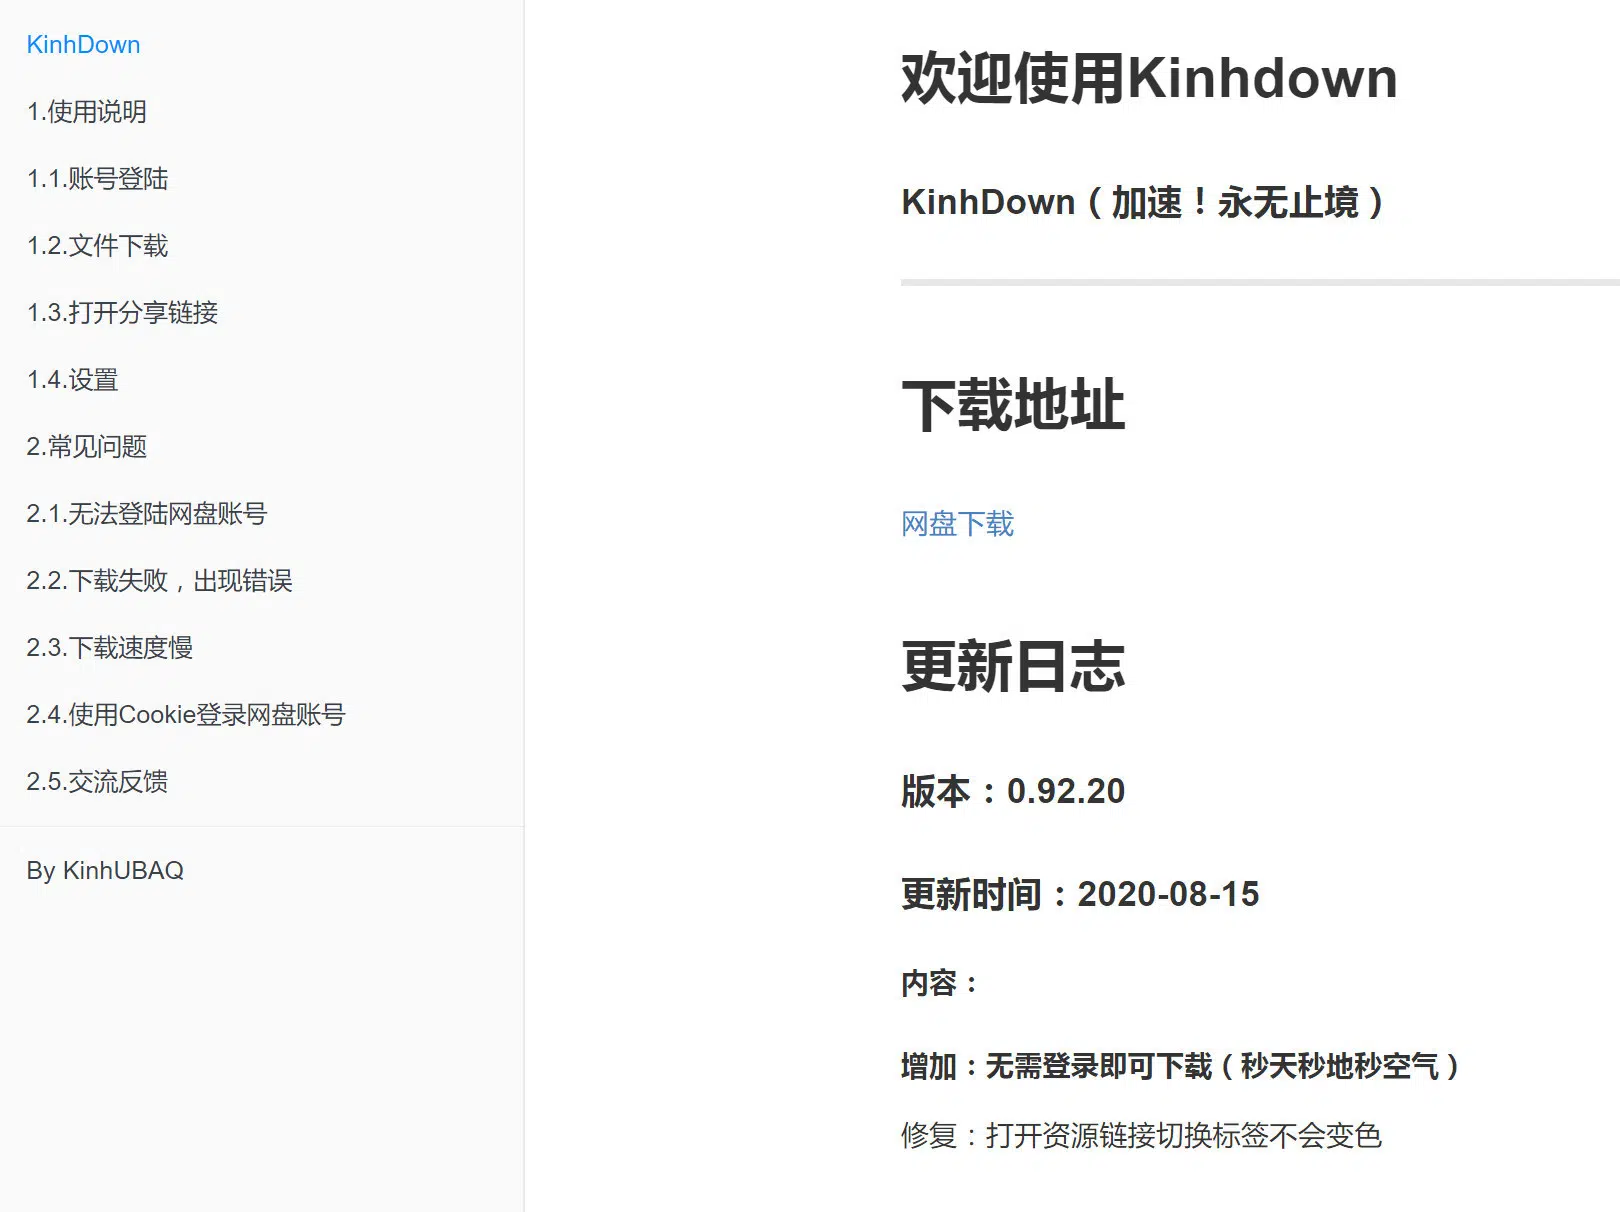 KinhDown
1.使用说明
1.1.账号登陆
1.2.文件下载
1.3.打开分享链接
1.4.设置
2.常见问题
2.1.无法登陆网盘账号
2.2.下载失败，出现错误
2.3.下载速度慢
2.4.使用Cookie登录网盘账号
2.5.交流反馈
By KinhUBAQ
欢迎使用Kinhdown
KinhDown（加速！永无止境）
下载地址
网盘下载
更新日志
版本：0.92.20
更新时间：2020-08-15
内容：
增加：无需登录即可下载（秒天秒地秒空气）
修复：打开资源链接切换标签不会变色